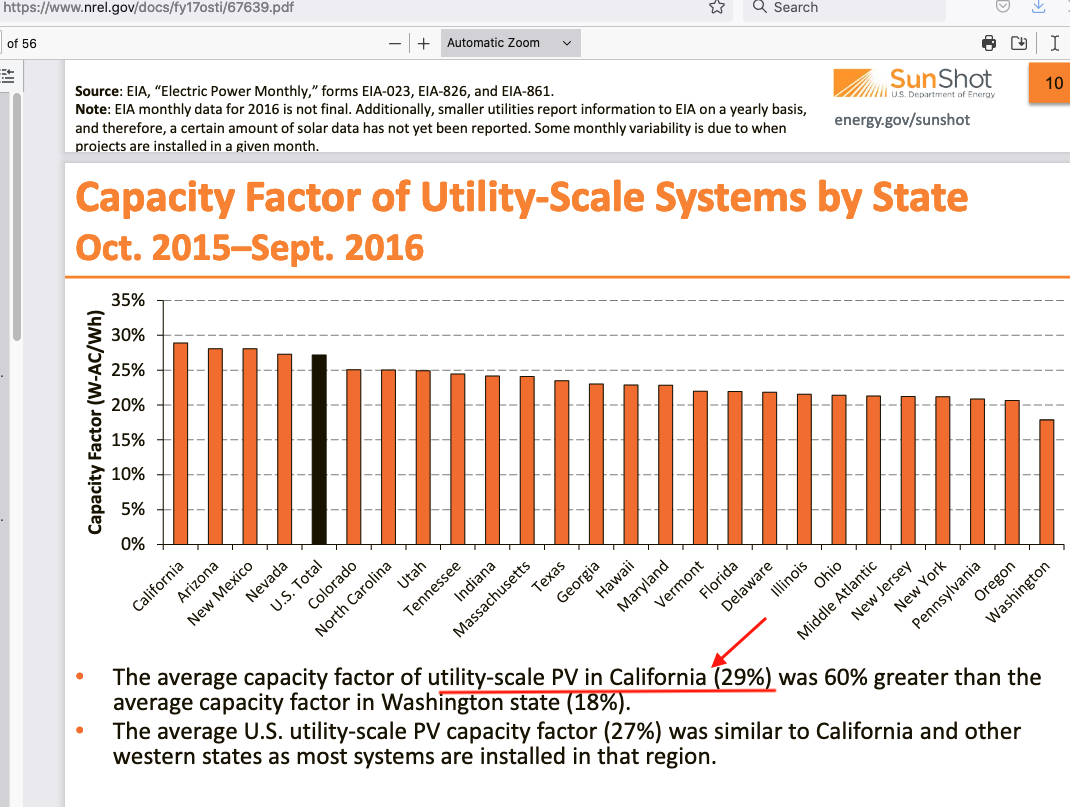 https://www.nrel.gov/docs/fy17osti/67639.pdf
Search
of 56
Automatic Zoom
Source: EIA, “Electric Power Monthly,” forms EIA-023, EIA-826, and EIA-861.
Note: EIA monthly data for 2016 is not final. Additionally, smaller utilities report information to EIA on a yearly basis,
and therefore, a certain amount of solar data has not yet been reported. Some monthly variability is due to when
projects are installed in a given month.
SunShot
U.S. Department of Energy
energy.gov/sunshot
10
Capacity Factor of Utility-Scale Systems by State
Oct. 2015–Sept. 2016
Capacity Factor (W-AC/Wh)
35%
30%
25%
20%
15%
10%
5%
0%
California
Arizona
New Mexico
Nevada
U.S. Total
Colorado
North Carolina
Utah
Tennessee
Indiana
Massachusetts
Texas
Georgia
Hawaii
Maryland
Vermont
Florida
Delaware
Illinois
Ohio
Middle Atlantic
New Jersey
New York
Pennsylvania
Oregon
Washington
• The average capacity factor of utility-scale PV in California (29%) was 60% greater than the
average capacity factor in Washington state (18%).
• The average U.S. utility-scale PV capacity factor (27%) was similar to California and other
western states as most systems are installed in that region.